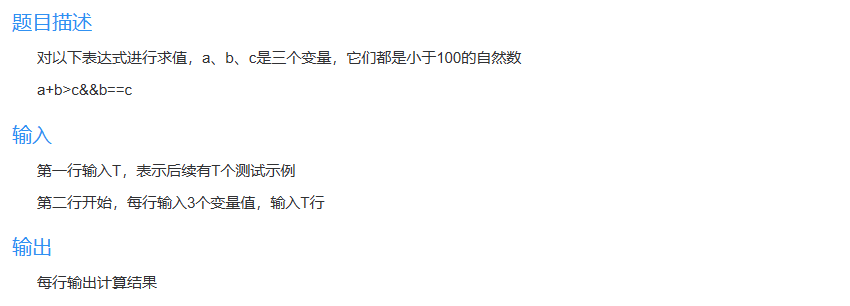 题目描述
对以下表达式进行求值，a、b、c是三个变量，它们都是小于100的自然数
a+b>c&&b==c
输入
第一行输入T，表示后续有T个测试示例
第二行开始，每行输入3个变量值，输入T行
输出
每行输出计算结果